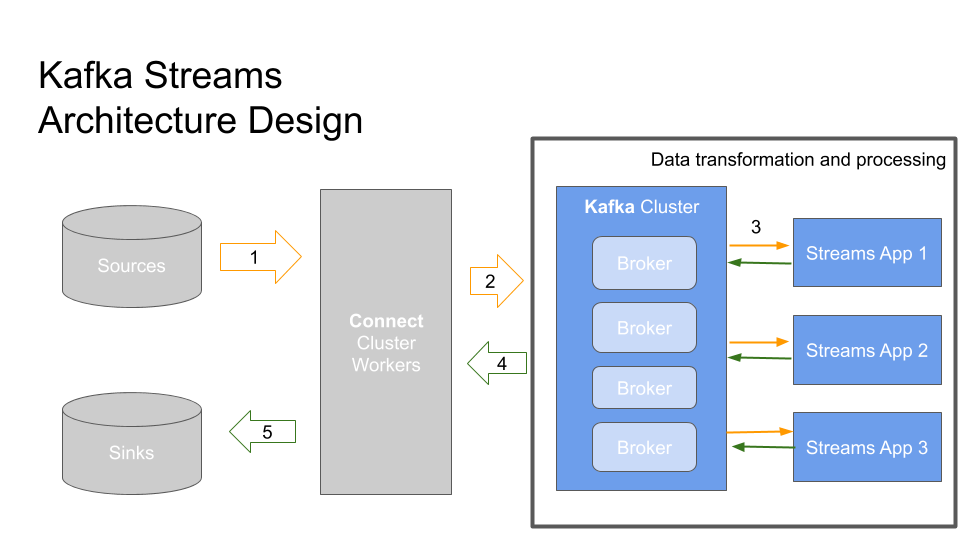 Kafka Streams
Architecture Design
Data transformation and processing
Sources
1
Connect
Cluster
Workers
2
Kafka Cluster
Broker
Broker
Broker
Broker
3
Streams App 1
Streams App 2
Streams App 3
4
5
Sinks